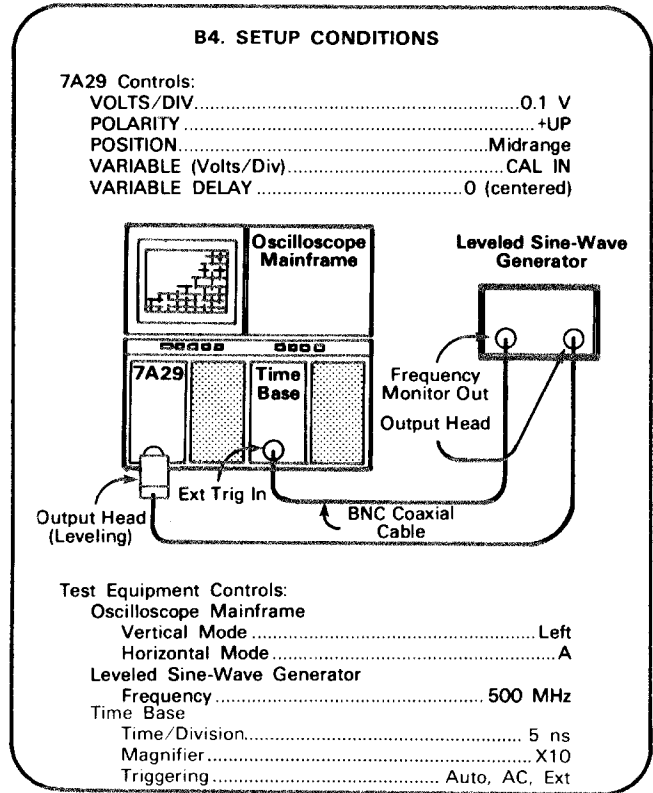 B4. SETUP CONDITIONS
7A29 Controls:
VOLTS/DIV..........0.1 V
POLARITY..........+UP
POSITION..........Midrange
VARIABLE (Volts/Div)..........CAL IN
VARIABLE DELAY..........0 (centered)
Oscilloscope
Mainframe
Leveled Sine-Wave
Generator
7A29
Time
Base
Frequency
Monitor Out
Output Head
Ext Trig In
BNC Coaxial
Cable
Output Head
(Leveling)
Test Equipment Controls:
Oscilloscope Mainframe
Vertical Mode..........Left
Horizontal Mode..........A
Leveled Sine-Wave Generator
Frequency..........500 MHz
Time Base
Time/Division..........5 ns
Magnifier..........X10
Triggering..........Auto, AC, Ext